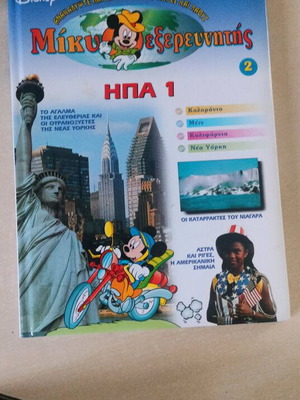 Disney
Μίκυ εξερευνητής
2
ΗΠΑ 1
ΤΟ ΑΓΑΛΜΑ
ΤΗΣ ΕΛΕΥΘΕΡΙΑΣ ΚΑΙ
ΟΙ ΟΥΡΑΝΟΞΥΣΤΕΣ
ΤΗΣ ΝΕΑΣ ΥΟΡΚΗΣ
Κολοράντο
Μέιν
Καλιφόρνια
Νέα Υόρκη
ΟΙ ΚΑΤΑΡΡΑΚΤΕΣ ΤΟΥ ΝΙΑΓΑΡΑ
ΑΣΤΡΑ
ΚΑΙ ΡΙΓΕΣ,
Η ΑΜΕΡΙΚΑΝΙΚΗ
ΣΗΜΑΙΑ